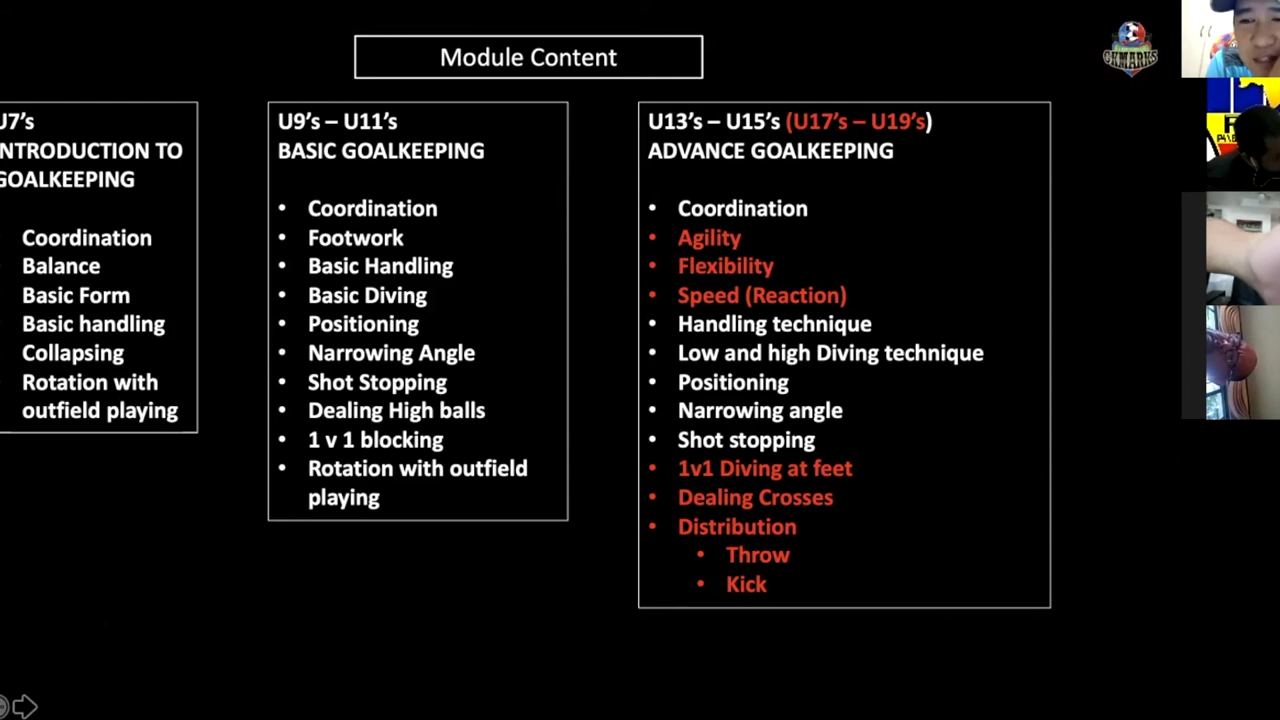 Module Content
GKMARKS
U7's
NTRODUCTION TO
GOALKEEPING
Coordination
Balance
Basic Form
Basic handling
Collapsing
Rotation with
outfield playing
U9's – U11's
BASIC GOALKEEPING
• Coordination
• Footwork
• Basic Handling
• Basic Diving
• Positioning
• Narrowing Angle
• Shot Stopping
• Dealing High balls
• 1 v 1 blocking
• Rotation with outfield
playing
U13's – U15's (U17's – U19's)
ADVANCE GOALKEEPING
• Coordination
• Agility
• Flexibility
• Speed (Reaction)
• Handling technique
• Low and high Diving technique
• Positioning
• Narrowing angle
• Shot stopping
• 1v1 Diving at feet
• Dealing Crosses
• Distribution
• Throw
• Kick